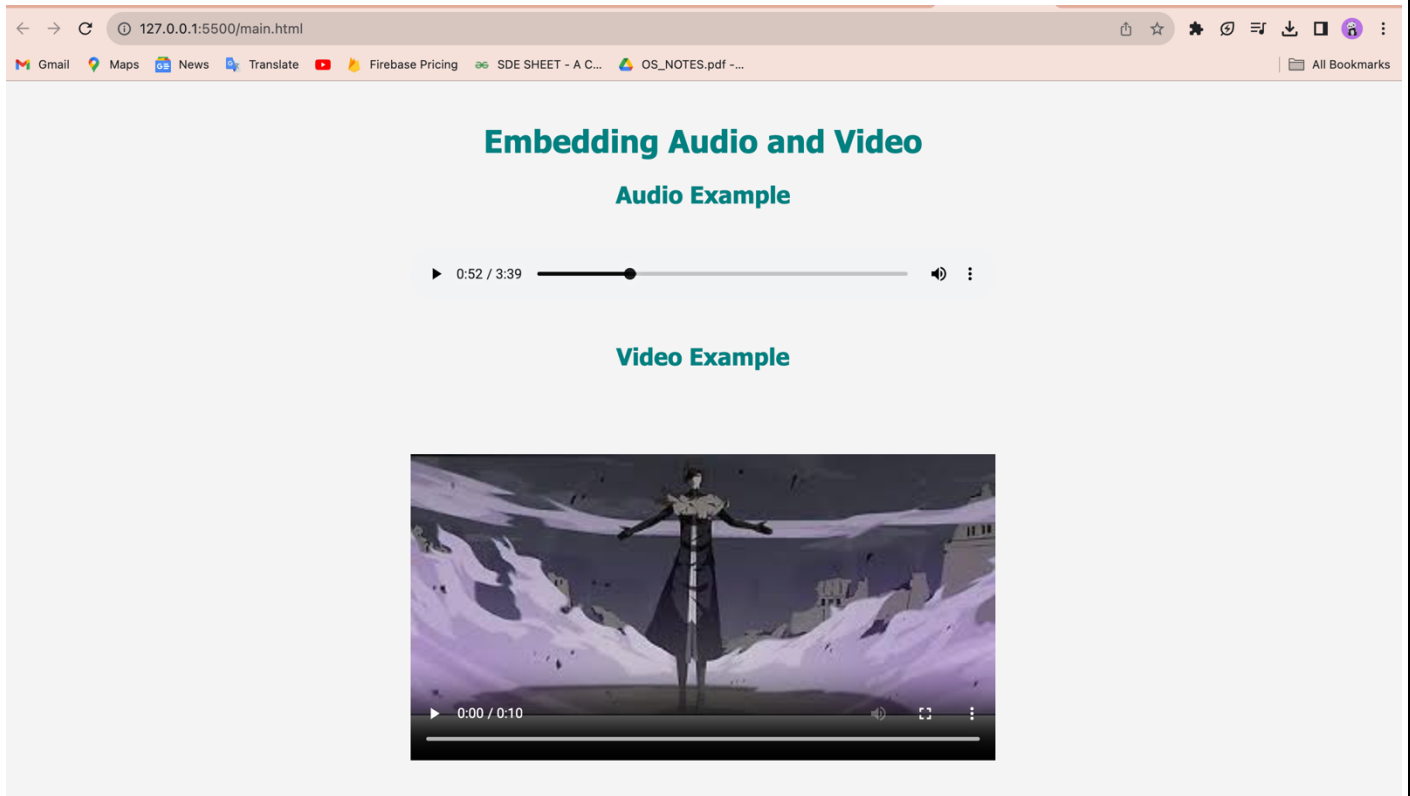 127.0.0.1:5500/main.html
Gmail Maps News Translate Firebase Pricing SDE SHEET - A C... OS_NOTES.pdf -... All Bookmarks
Embedding Audio and Video
Audio Example
0:52 / 3:39
Video Example
0:00 / 0:10